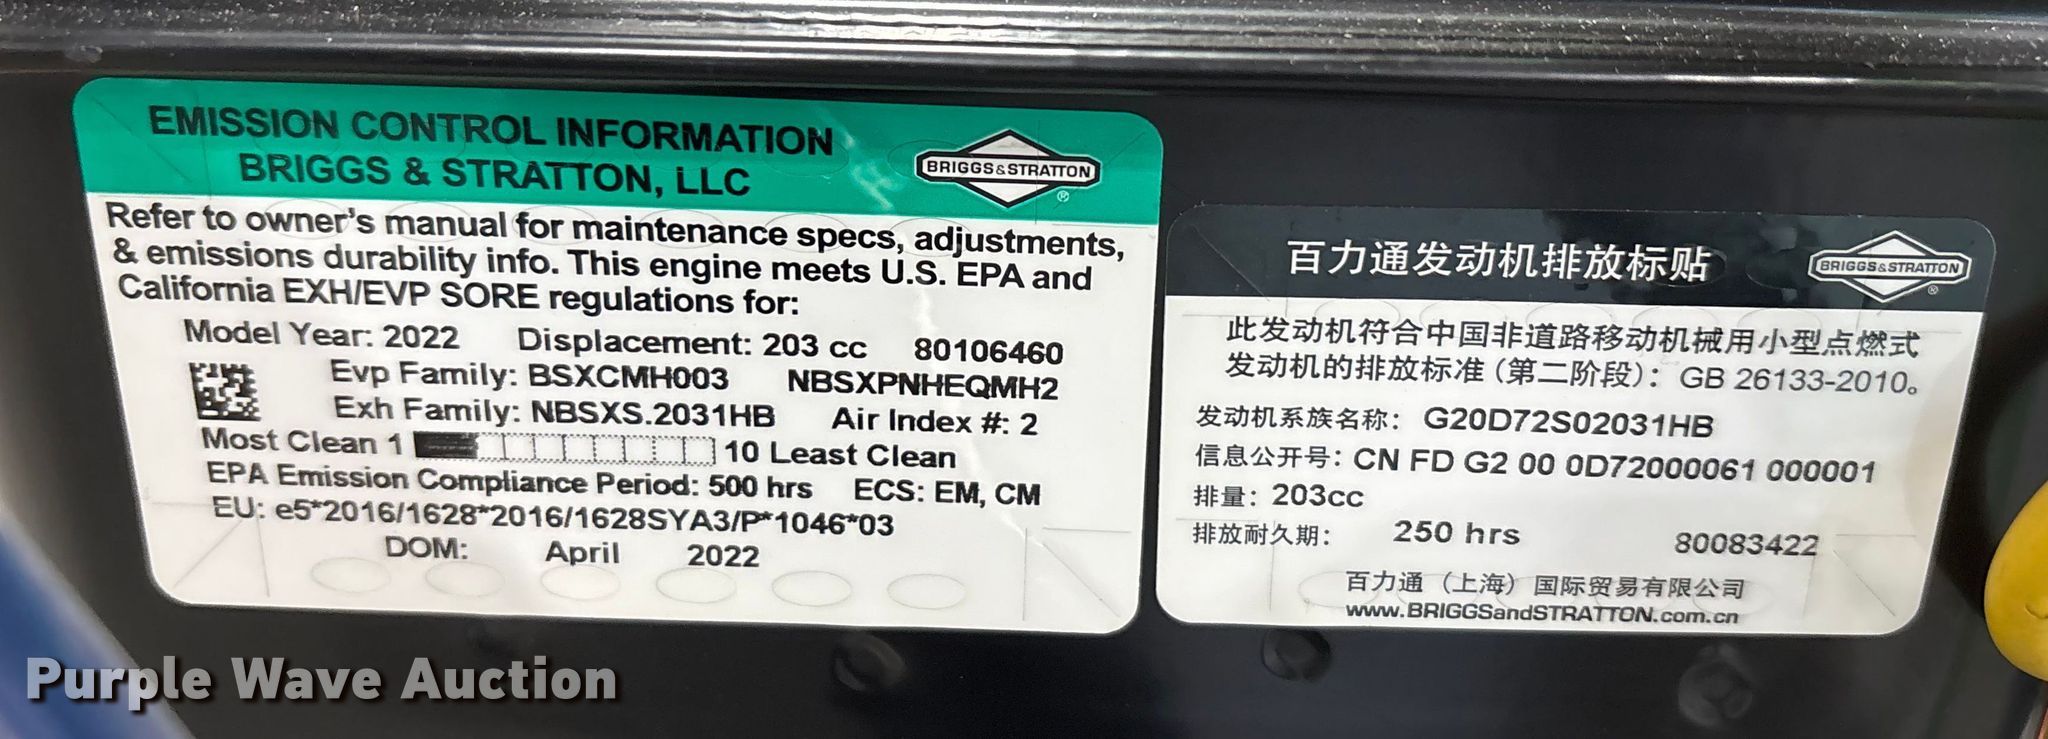 EMISSION CONTROL INFORMATION
BRIGGS & STRATTON, LLC
BRIGGS&STRATTON
®
Refer to owner's manual for maintenance specs, adjustments,
& emissions durability info. This engine meets U.S. EPA and
California EXH/EVP SORE regulations for:
Model Year: 2022 Displacement: 203 cc 80106460
Evp Family: BSXCMH003 NBSXPNHEQMH2
Exh Family: NBSXS.2031HB Air Index #: 2
Most Clean 1 10 Least Clean
EPA Emission Compliance Period: 500 hrs ECS: EM, CM
EU: e5*2016/1628*2016/1628SYA3/P*1046*03
DOM: April 2022
百力通发动机排放标贴
BRIGGS&STRATTON
®
此发动机符合中国非道路移动机械用小型点燃式
发动机的排放标准(第二阶段)：GB 26133-2010。
发动机系族名称：G20D72S02031HB
信息公开号：CN FD G2 00 0D72000061 000001
排量：203cc
排放耐久期： 250 hrs 80083422
百力通（上海）国际贸易有限公司
www.BRIGGSandSTRATTON.com.cn
Purple Wave Auction